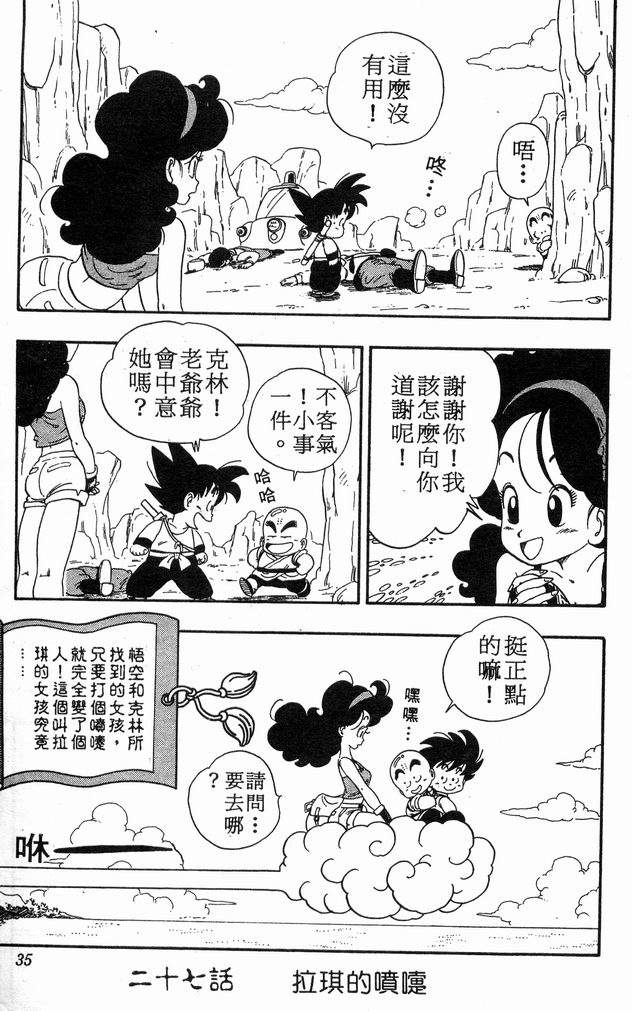 這麼沒
有用！
咚…
唔…
謝謝你！我
該怎麼向你
道謝呢！
不客氣
！小事
一件。
哈哈
克林！
老爺爺
會中意
她嗎？
挺正點
的嘛！
嘿嘿…
請問…
要去哪
？
悟空和克林所
找到的女孩，
只要打個噴嚏
就完全變了個
人！這個叫拉
琪的女孩究竟
……
咻
35
二十七話 拉琪的噴嚏